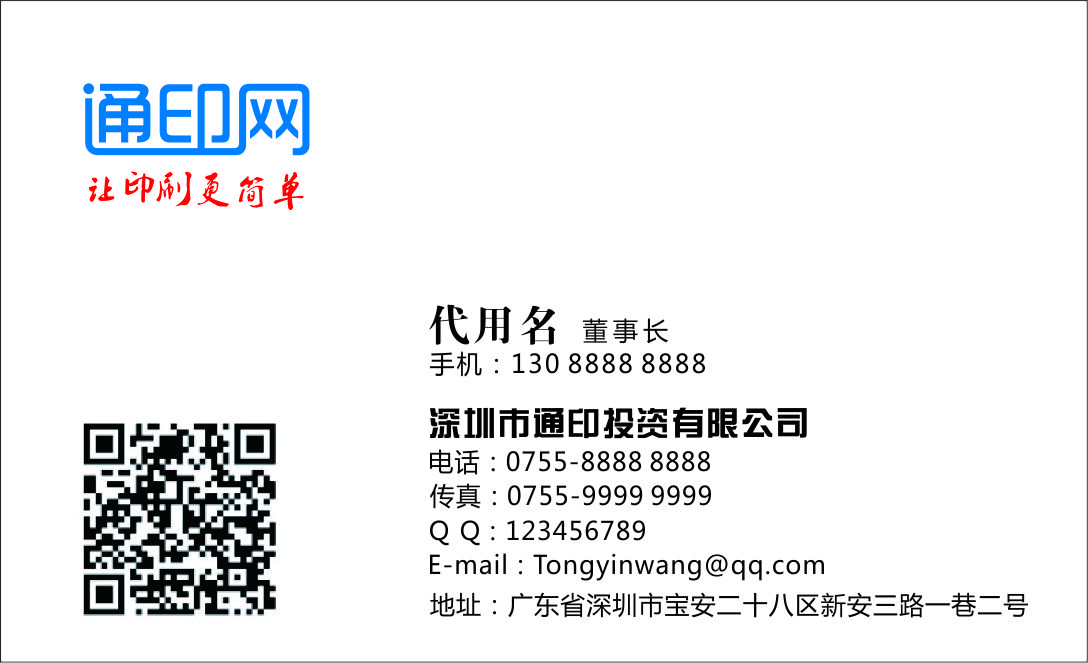 通印网
让印刷更简单
代用名 董事长
手机：130 8888 8888
深圳市通印投资有限公司
电话：0755-8888 8888
传真：0755-9999 9999
Q Q：123456789
E-mail：Tongyinwang@qq.com
地址：广东省深圳市宝安二十八区新安三路一巷二号